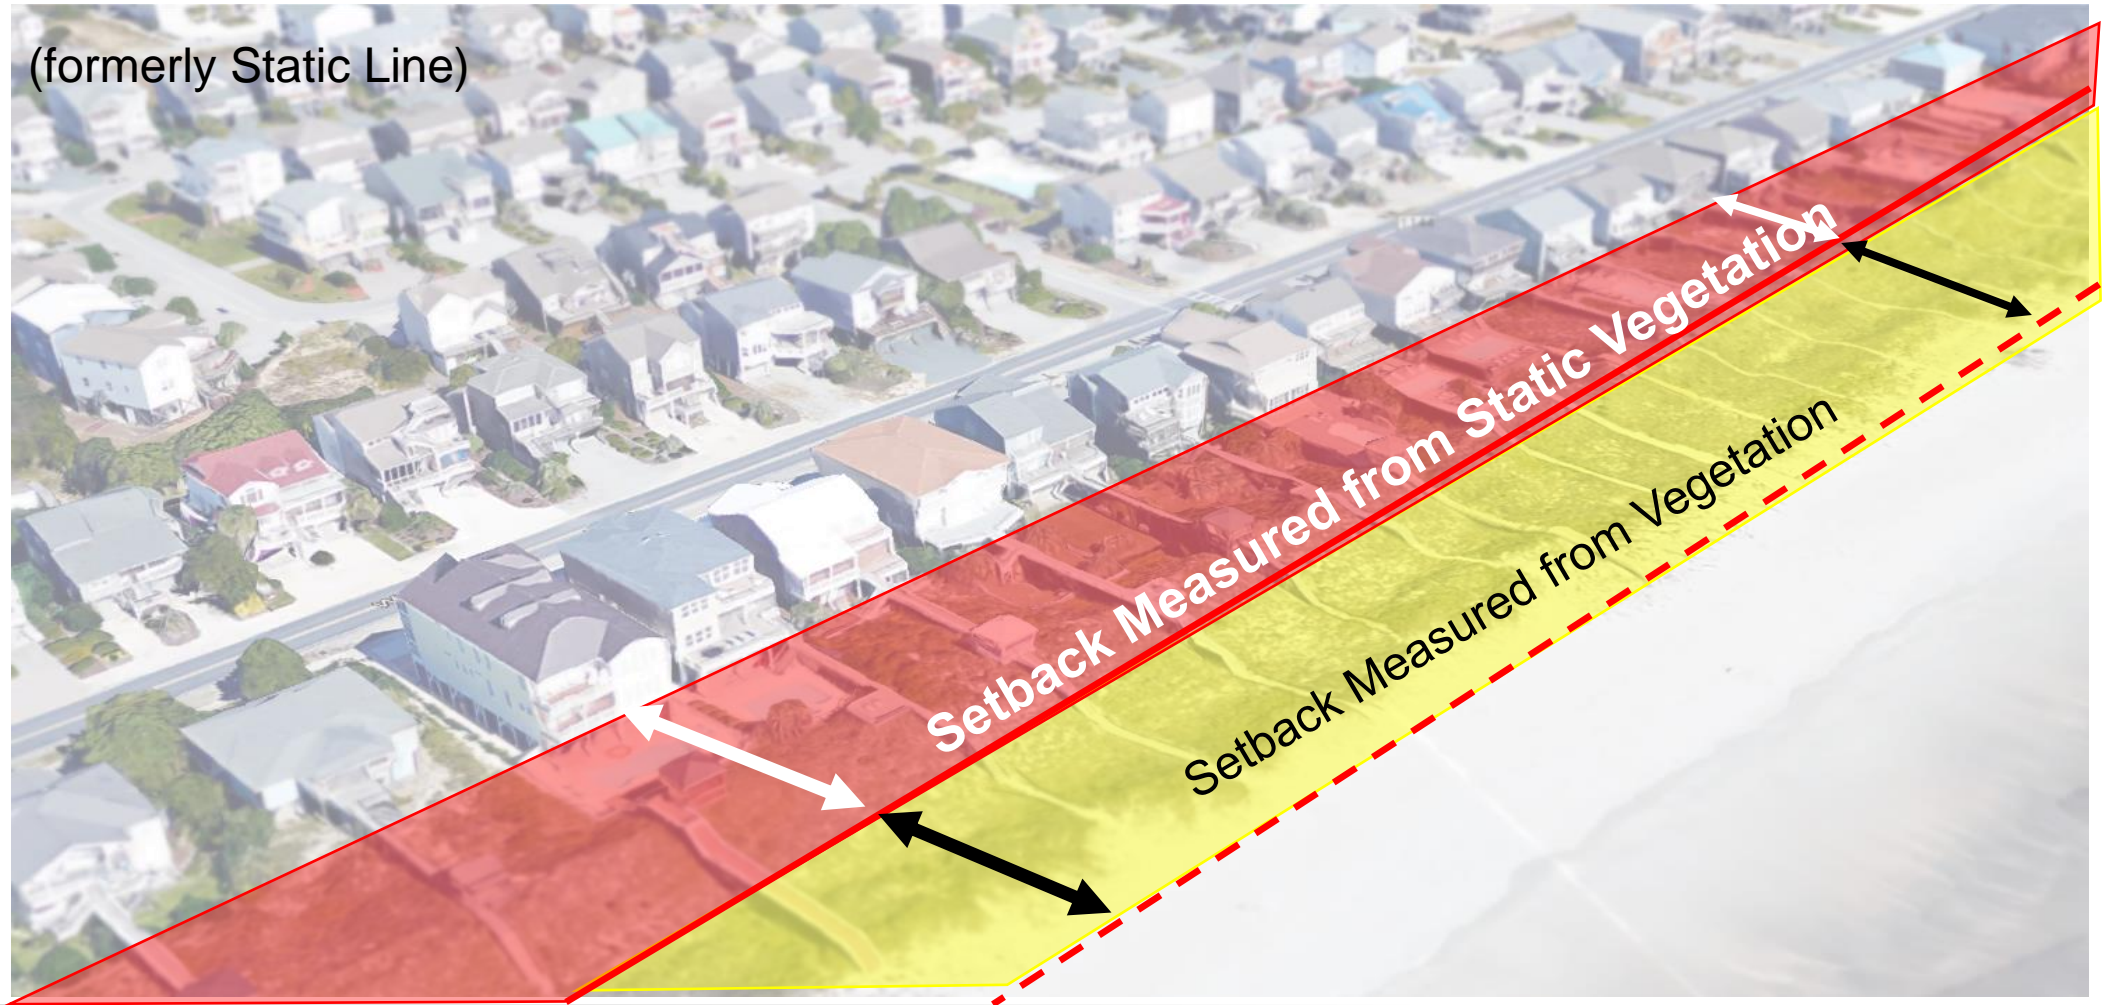 (formerly Static Line)
Setback Measured from Static Vegetation
Setback Measured from Vegetation